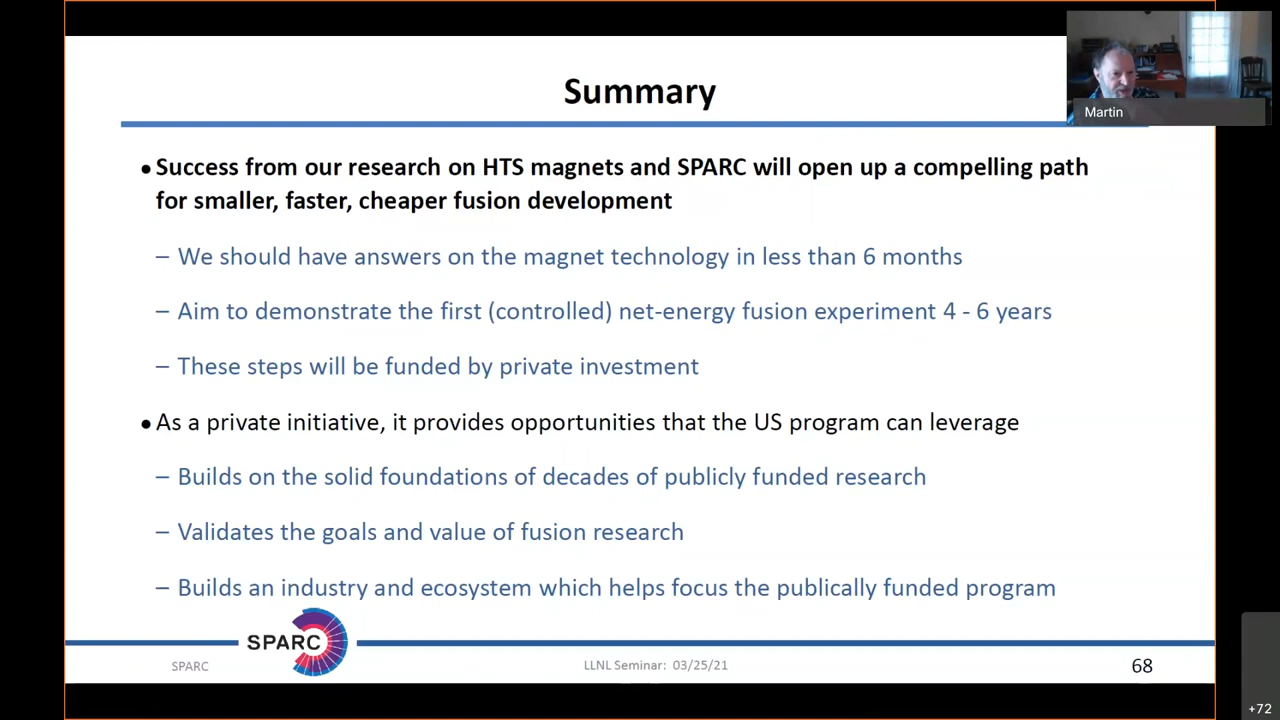 Summary
Martin
• Success from our research on HTS magnets and SPARC will open up a compelling path
for smaller, faster, cheaper fusion development
– We should have answers on the magnet technology in less than 6 months
– Aim to demonstrate the first (controlled) net-energy fusion experiment 4 - 6 years
– These steps will be funded by private investment
• As a private initiative, it provides opportunities that the US program can leverage
– Builds on the solid foundations of decades of publicly funded research
– Validates the goals and value of fusion research
– Builds an industry and ecosystem which helps focus the publically funded program
SPARC
SPARC
LLNL Seminar: 03/25/21
68
+72